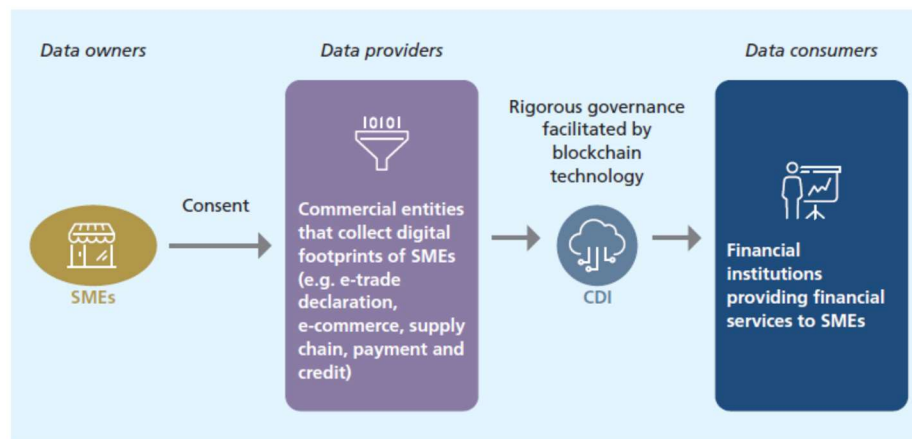 Data owners
Data providers
Data consumers
SMEs
Consent
10101
Commercial entities
that collect digital
footprints of SMEs
(e.g. e-trade
declaration,
e-commerce, supply
chain, payment and
credit)
Rigorous governance
facilitated by
blockchain
technology
CDI
Financial
institutions
providing financial
services to SMEs